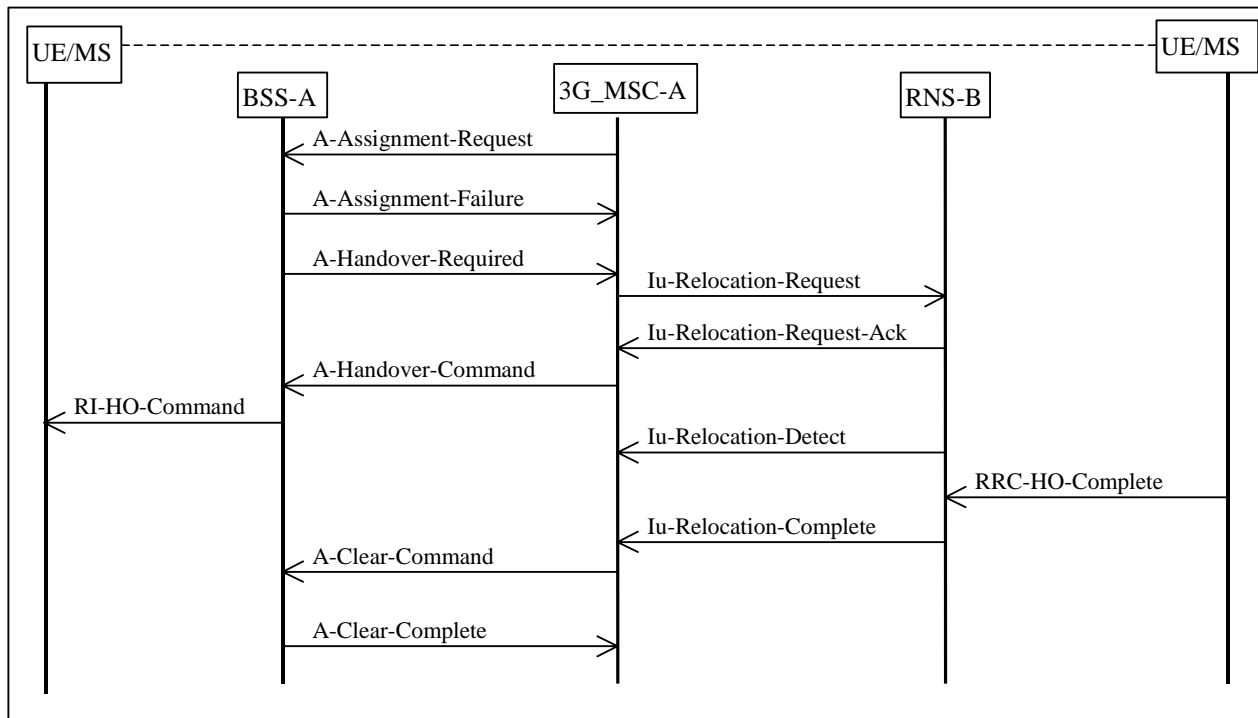 UE/MS
UE/MS
BSS-A
3G_MSC-A
RNS-B
A-Assignment-Request
A-Assignment-Failure
A-Handover-Required
Iu-Relocation-Request
Iu-Relocation-Request-Ack
A-Handover-Command
RI-HO-Command
Iu-Relocation-Detect
RRC-HO-Complete
Iu-Relocation-Complete
A-Clear-Command
A-Clear-Complete